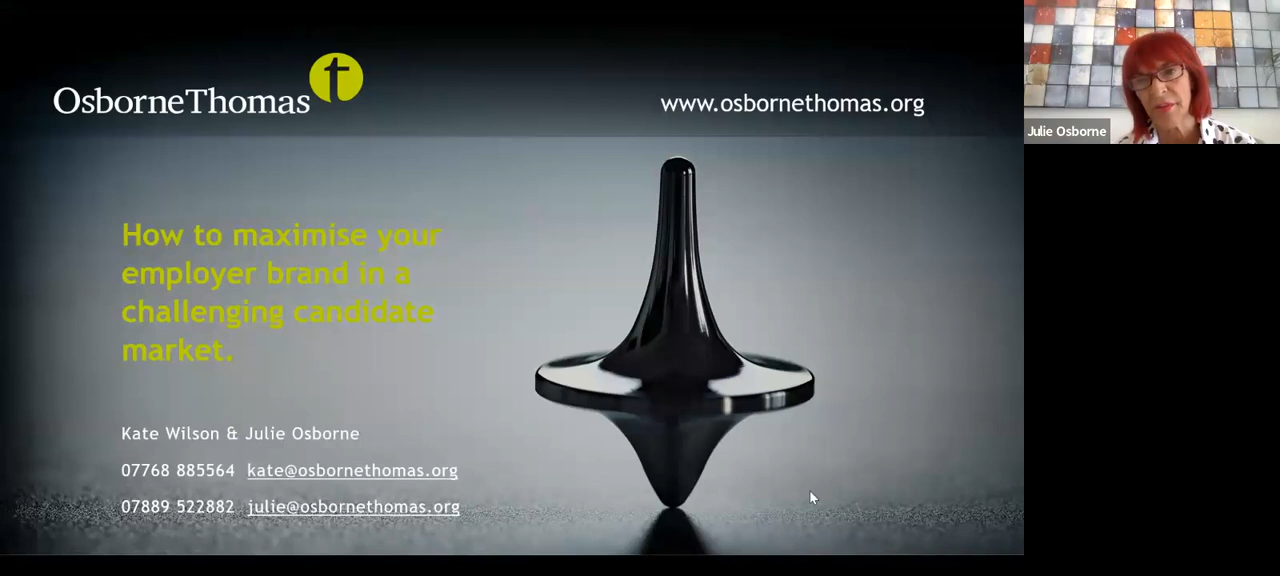 OsborneThomas t
www.osbornethomas.org
Julie Osborne
How to maximise your
employer brand in a
challenging candidate
market.
Kate Wilson & Julie Osborne
07768 885564 kate@osbornethomas.org
07889 522882 julie@osbornethomas.org